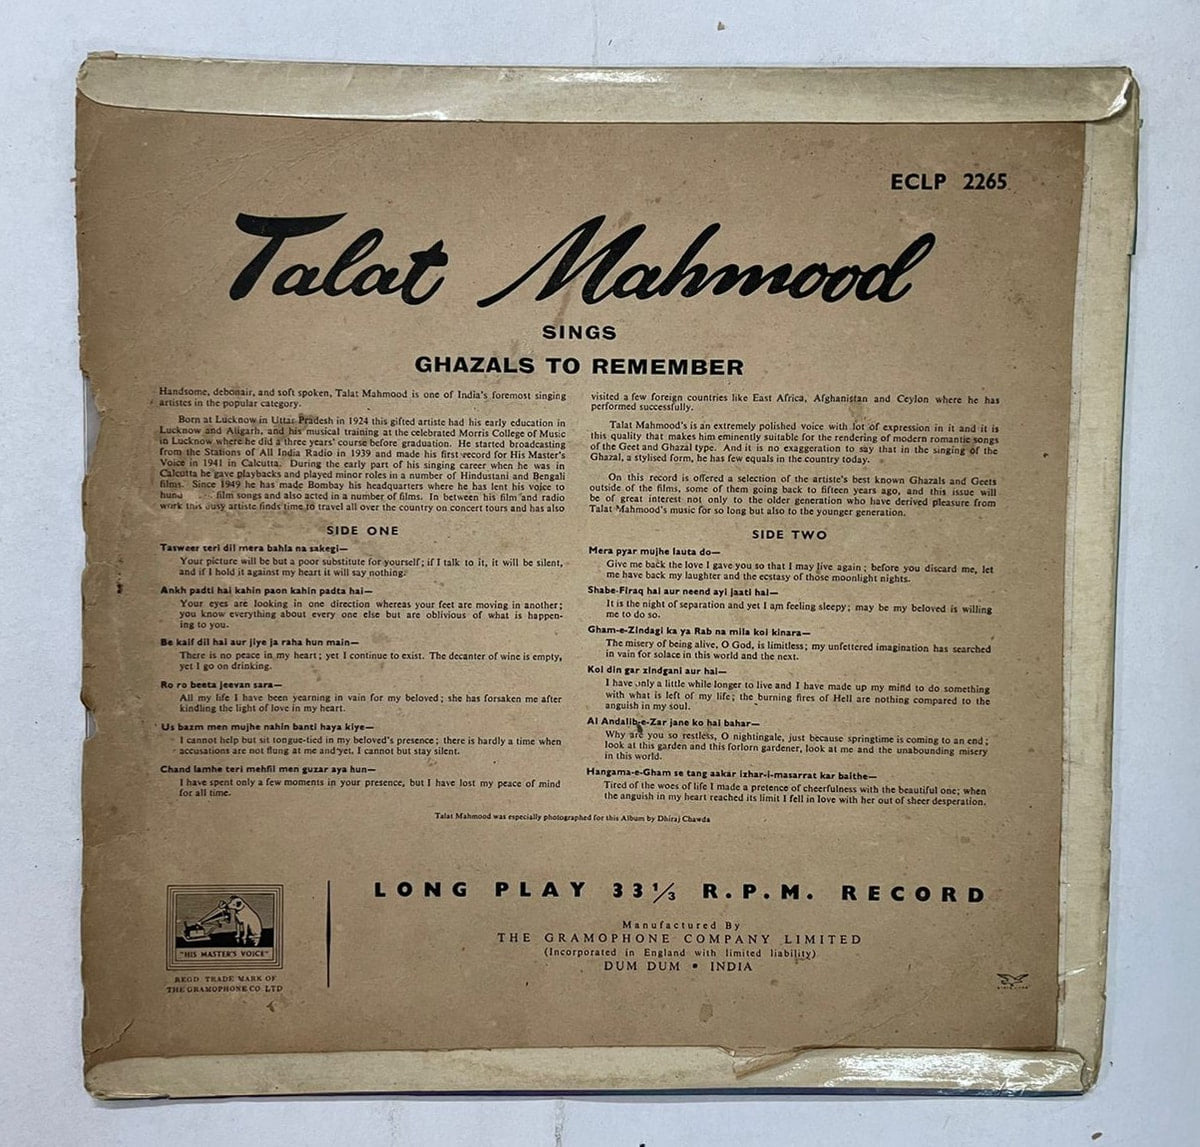 ECLP 2265
Talat Mahmood
SINGS
GHAZALS TO REMEMBER
Handsome, debonair, and soft spoken, Talat Mahmood is one of India's foremost singing
artistes in the popular category.
Born at Lucknow in Uttar Pradesh in 1924 this gifted artiste had his early education in
Lucknow and Aligarh, and his musical training at the celebrated Morris College of Music
in Lucknow where he did a three years' course before graduation. He started broadcasting
from the Stations of All India Radio in 1939 and made his first record for His Master's
Voice in 1941 in Calcutta. During the early part of his singing career when he was in
Calcutta he gave playbacks and played minor roles in a number of Hindustani and Bengali
films. Since 1949 he has made Bombay his headquarters where he has lent his voice to
film songs and also acted in a number of films. In between his film and radio
work this busy artiste finds time to travel all over the country on concert tours and has also
visited a few foreign countries like East Africa, Afghanistan and Ceylon where he has
performed successfully.
Talat Mahmood's is an extremely polished voice with lot of expression in it and it is
this quality that makes him eminently suitable for the rendering of modern romantic songs
of the Geet and Ghazal type. And it is no exaggeration to say that in the singing of the
Ghazal, a stylised form, he has few equals in the country today.
On this record is offered a selection of the artiste's best known Ghazals and Geets
outside of the films, some of them going back to fifteen years ago, and this issue will
be of great interest not only to the older generation who have derived pleasure from
Talat Mahmood's music for so long but also to the younger generation.
SIDE ONE
Tasweer teri dil mera bahla na sakegi—
Your picture will be but a poor substitute for yourself; if I talk to it, it will be silent,
and if I hold it against my heart it will say nothing.
Ankh padti hai kahin paon kahin padta hai—
Your eyes are looking in one direction whereas your feet are moving in another;
you know everything about every one else but are oblivious of what is happen-
ing to you.
Be kaif dil hai aur jiye ja raha hun main—
There is no peace in my heart; yet I continue to exist. The decanter of wine is empty,
yet I go on drinking.
Ro ro beeta jeevan sara—
All my life I have been yearning in vain for my beloved; she has forsaken me after
kindling the light of love in my heart.
Us bazm men mujhe nahin banti haya kiye—
I cannot help but sit tongue-tied in my beloved's presence; there is hardly a time when
accusations are not flung at me and yet, I cannot but stay silent.
Chand lamhe teri mehfil men guzar aya hun—
I have spent only a few moments in your presence, but I have lost my peace of mind
for all time.
SIDE TWO
Mera pyar mujhe lauta do—
Give me back the love I gave you so that I may live again; before you discard me, let
me have back my laughter and the ecstasy of those moonlight nights.
Shabe-Firaq hai aur neend ayi jaati hai—
It is the night of separation and yet I am feeling sleepy; may be my beloved is willing
me to do so.
Gham-e-Zindagi ka ya Rab na mila koi kinara—
The misery of being alive, O God, is limitless; my unfettered imagination has searched
in vain for solace in this world and the next.
Koi din gar zindgani aur hai—
I have only a little while longer to live and I have made up my mind to do something
with what is left of my life; the burning fires of Hell are nothing compared to the
anguish in my soul.
Ai Andalib-e-Zar jane ko hai bahar—
Why are you so restless, O nightingale, just because springtime is coming to an end;
look at this garden and this forlorn gardener, look at me and the unabounding misery
in this world.
Hangama-e-Gham se tang aakar izhar-i-masarrat kar baithe—
Tired of the woes of life I made a pretence of cheerfulness with the beautiful one; when
the anguish in my heart reached its limit I fell in love with her out of sheer desperation.
Talat Mahmood was especially photographed for this Album by Dhiraj Chawda
"HIS MASTER'S VOICE"
REGD TRADE MARK OF
THE GRAMOPHONE CO LTD
LONG PLAY 33⅓ R.P.M. RECORD
Manufactured By
THE GRAMOPHONE COMPANY LIMITED
(Incorporated in England with limited liability)
DUM DUM • INDIA